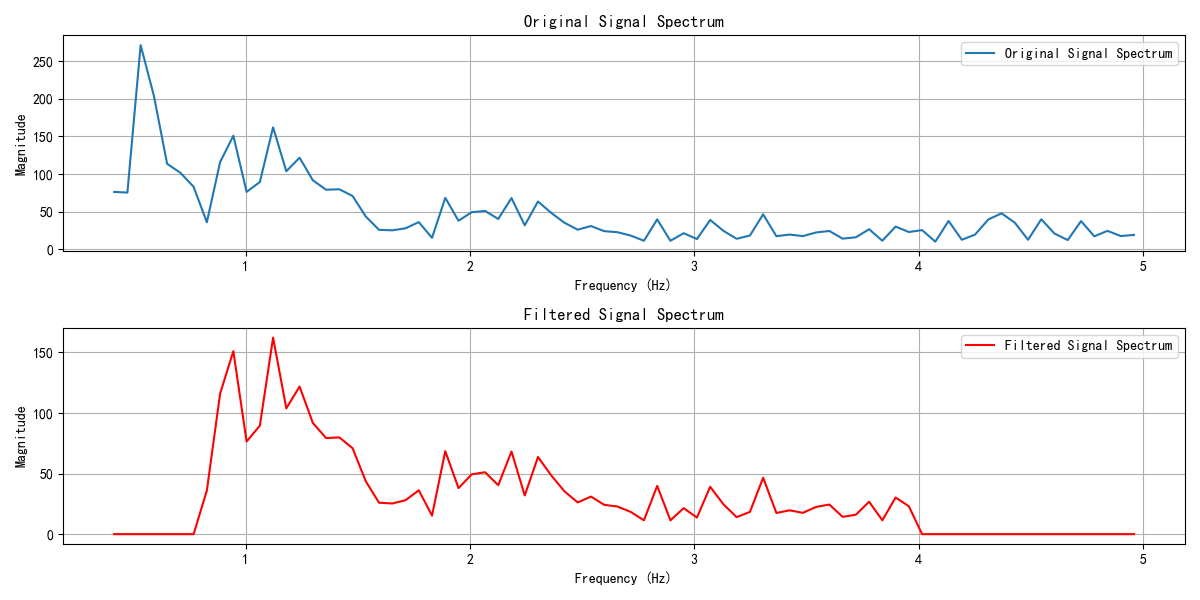 Original Signal Spectrum
Original Signal Spectrum
Magnitude
250
200
150
100
50
0
1
2
3
4
5
Frequency (Hz)
Filtered Signal Spectrum
Filtered Signal Spectrum
Magnitude
150
100
50
0
1
2
3
4
5
Frequency (Hz)